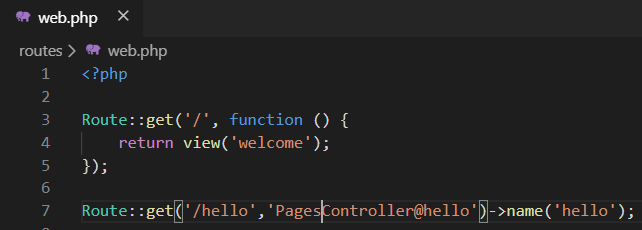 web.php ×
routes > web.php
1 <?php
2
3 Route::get('/', function () {
4     return view('welcome');
5 });
6
7 Route::get('/hello','PagesController@hello')->name('hello');